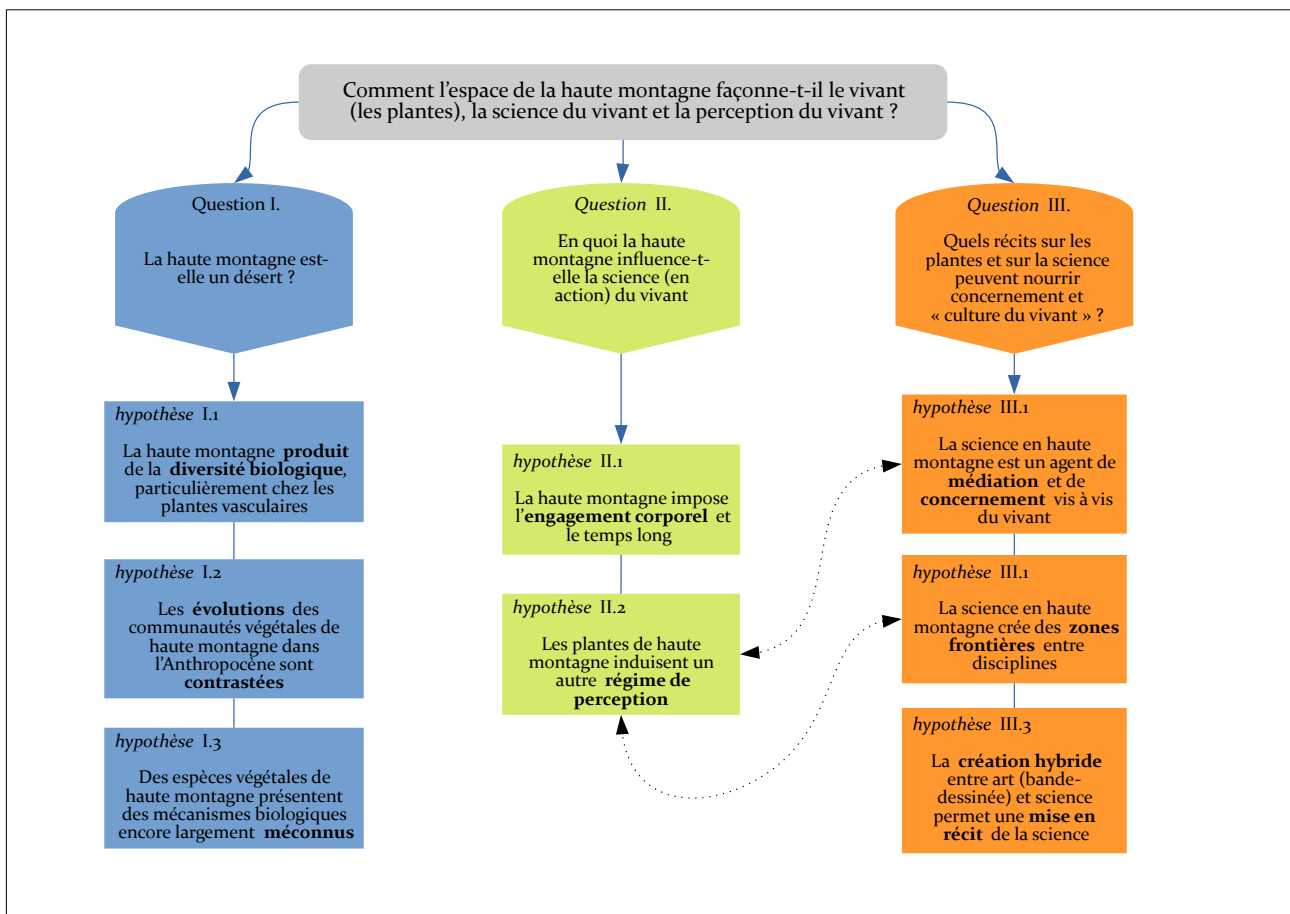 Comment l'espace de la haute montagne façonne-t-il le vivant
(les plantes), la science du vivant et la perception du vivant ?
Question I.
La haute montagne est-
elle un désert ?
hypothèse I.1
La haute montagne produit
de la diversité biologique,
particulièrement chez les
plantes vasculaires
hypothèse I.2
Les évolutions des
communautés végétales de
haute montagne dans
l'Anthropocène sont
contrastées
hypothèse I.3
Des espèces végétales de
haute montagne présentent
des mécanismes biologiques
encore largement méconnus
Question II.
En quoi la haute
montagne influence-t-
elle la science (en
action) du vivant
hypothèse II.1
La haute montagne impose
l'engagement corporel et
le temps long
hypothèse II.2
Les plantes de haute
montagne induisent un
autre régime de
perception
Question III.
Quels récits sur les
plantes et sur la science
peuvent nourrir
concernement et
« culture du vivant » ?
hypothèse III.1
La science en haute
montagne est un agent de
médiation et de
concernement vis à vis
du vivant
hypothèse III.1
La science en haute
montagne crée des zones
frontières entre
disciplines
hypothèse III.3
La création hybride
entre art (bande-
dessinée) et science
permet une mise en
récit de la science